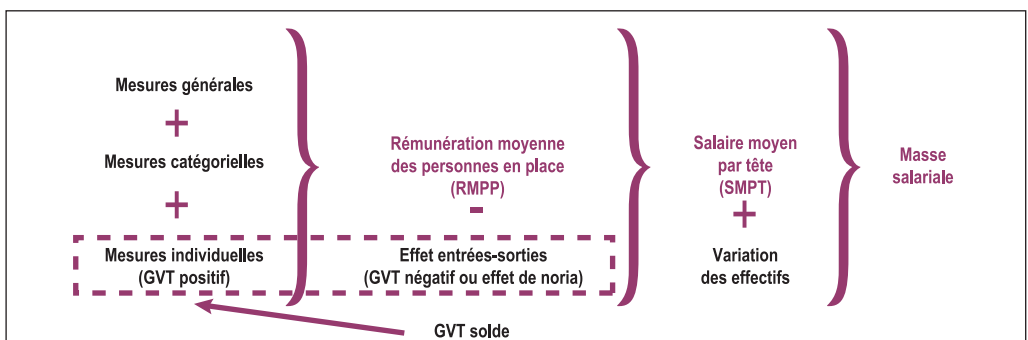 Mesures générales
+
Mesures catégorielles
+
Mesures individuelles
(GVT positif)
Rémunération moyenne
des personnes en place
(RMPP)
-
Effet entrées-sorties
(GVT négatif ou effet de noria)
Salaire moyen
par tête
(SMPT)
+
Variation
des effectifs
Masse
salariale
GVT solde